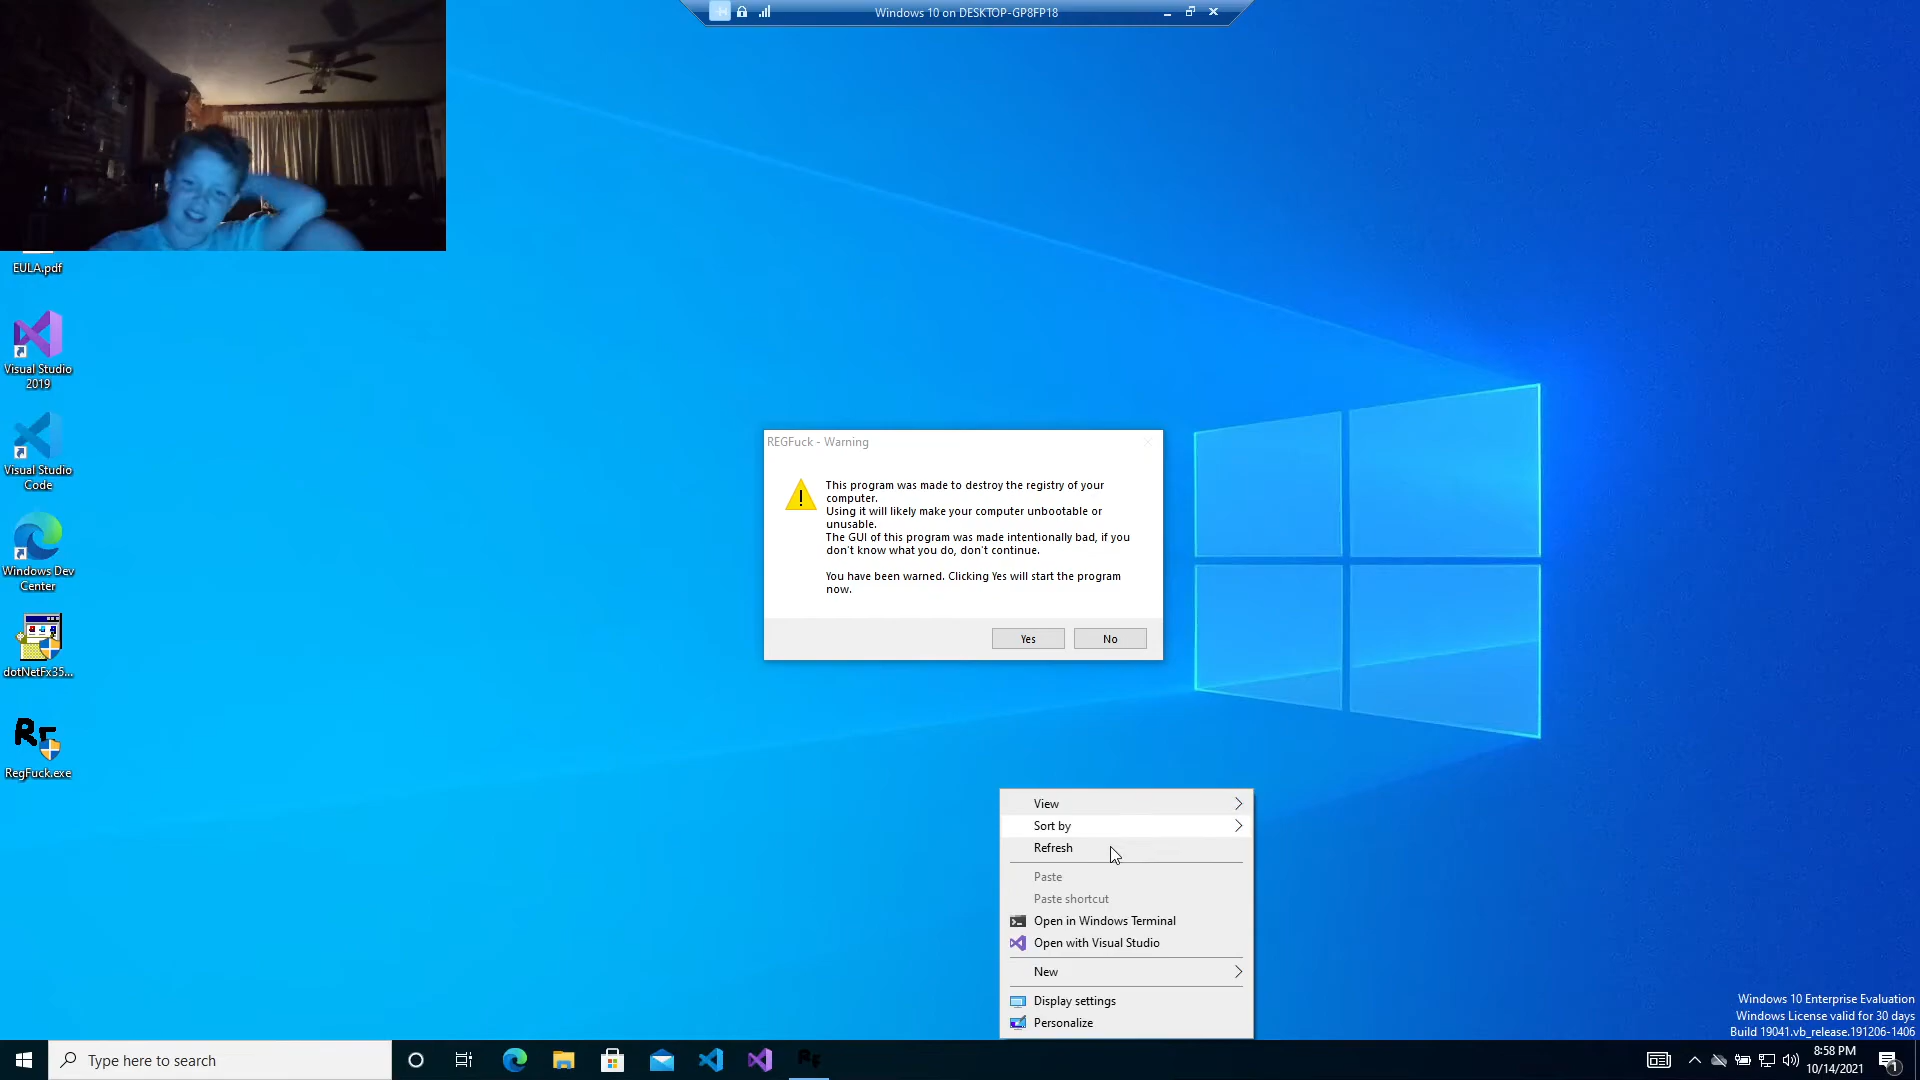 Windows 10 on DESKTOP-GP8FP18
EULA.pdf
Visual Studio
2019
Visual Studio
Code
Windows Dev
Center
dotNetFx35...
RegFuck.exe
REGFuck - Warning
This program was made to destroy the registry of your
computer.
Using it will likely make your computer unbootable or
unusable.
The GUI of this program was made intentionally bad, if you
don't know what you do, don't continue.
You have been warned. Clicking Yes will start the program
now.
Yes
No
View
Sort by
Refresh
Paste
Paste shortcut
Open in Windows Terminal
Open with Visual Studio
New
Display settings
Personalize
Windows 10 Enterprise Evaluation
Windows License valid for 30 days
Build 19041.vb_release.191206-1406
Type here to search
8:58 PM
10/14/2021
1